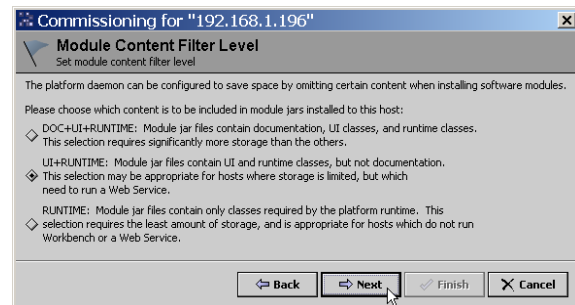 Commissioning for "192.168.1.196"
Module Content Filter Level
Set module content filter level
The platform daemon can be configured to save space by omitting certain content when installing software modules.
Please choose which content is to be included in module jars installed to this host:
DOC+UI+RUNTIME: Module jar files contain documentation, UI classes, and runtime classes.
This selection requires significantly more storage than the others.
UI+RUNTIME: Module jar files contain UI and runtime classes, but not documentation.
This selection may be appropriate for hosts where storage is limited, but which
need to run a Web Service.
RUNTIME: Module jar files contain only classes required by the platform runtime. This
selection requires the least amount of storage, and is appropriate for hosts which do not run
Workbench or a Web Service.
Back Next Finish Cancel